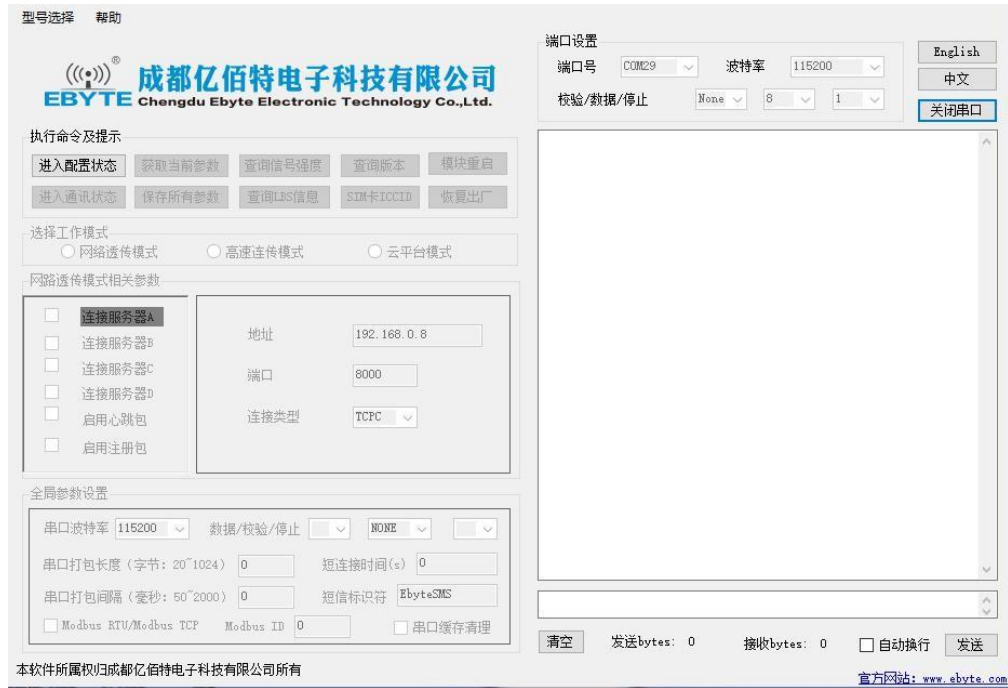 型号选择 帮助
端口设置
端口号 COM29 波特率 115200
校验/数据/停止 None 8 1
English
中文
关闭串口
((•)) ® 成都亿佰特电子科技有限公司
EBYTE Chengdu Ebyte Electronic Technology Co.,Ltd.
执行命令及提示
进入配置状态 获取当前参数 查询信号强度 查询版本 模块重启
进入通讯状态 保存所有参数 查询LBS信息 SIM卡ICCID 恢复出厂
选择工作模式
网络透传模式 高速连传模式 云平台模式
网路透传模式相关参数
连接服务器A
连接服务器B
连接服务器C
连接服务器D
启用心跳包
启用注册包
地址 192.168.0.8
端口 8000
连接类型 TCPC
全局参数设置
串口波特率 115200 数据/校验/停止 NONE
串口打包长度（字节：20~1024） 0 短连接时间(s) 0
串口打包间隔（毫秒：50~2000） 0 短信标识符 EbyteSMS
Modbus RTU/Modbus TCP Modbus ID 0 串口缓存清理
清空 发送bytes: 0 接收bytes: 0 自动换行 发送
本软件所属权归成都亿佰特电子科技有限公司所有
官方网站：www.ebyte.com